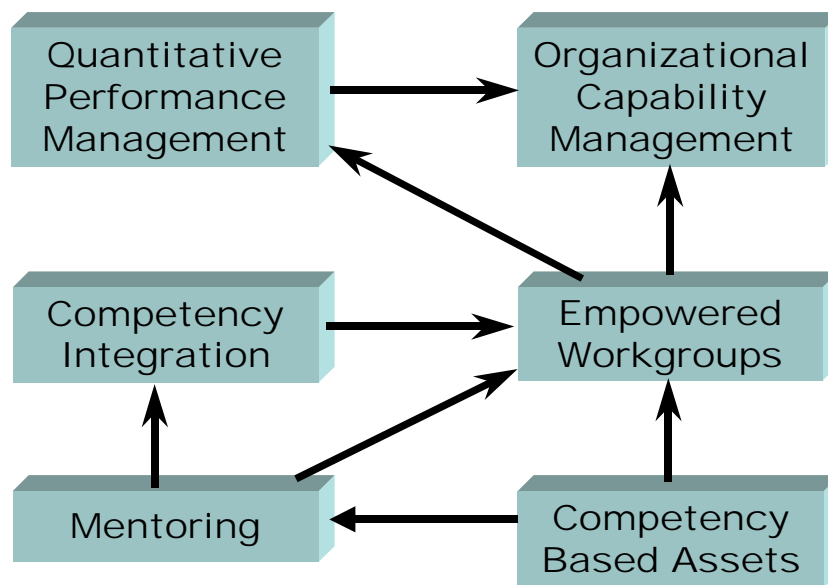 Quantitative
Performance
Management
Organizational
Capability
Management
Competency
Integration
Empowered
Workgroups
Mentoring
Competency
Based Assets